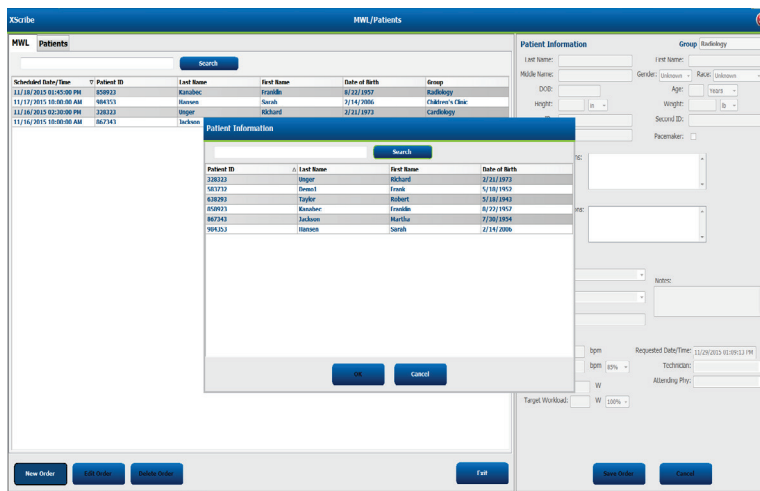 XScribe MWL/Patients
MWL Patients
Search
Scheduled Date/Time Patient ID Last Name First Name Date of Birth Group
11/18/2015 01:45:00 PM 858923 Kanabec Franklin 8/22/1957 Radiology
11/17/2015 10:00:00 AM 984353 Hansen Sarah 2/14/2006 Children's Clinic
11/16/2015 02:30:00 PM 328323 Unger Richard 2/21/1973 Cardiology
11/16/2015 10:00:00 AM 867343 Jackson
Patient Information
Search
Patient ID Last Name First Name Date of Birth
328323 Unger Richard 2/21/1973
583732 Demo1 Frank 5/18/1952
638293 Taylor Robert 5/18/1943
858923 Kanabec Franklin 8/22/1957
867343 Jackson Martha 7/30/1954
984353 Hansen Sarah 2/14/2006
OK Cancel
New Order Edit Order Delete Order Exit
Patient Information Group Radiology
Last Name: First Name:
Middle Name: Gender: Unknown Race: Unknown
DOB: Age: Years
Height: in Weight: lb
Second ID:
Pacemaker:
ns:
ons:
Notes:
bpm Requested Date/Time: 11/29/2015 01:09:13 PM
bpm 85% Technician:
W Attending Phy:
Target Workload: W 100%
Save Order Cancel